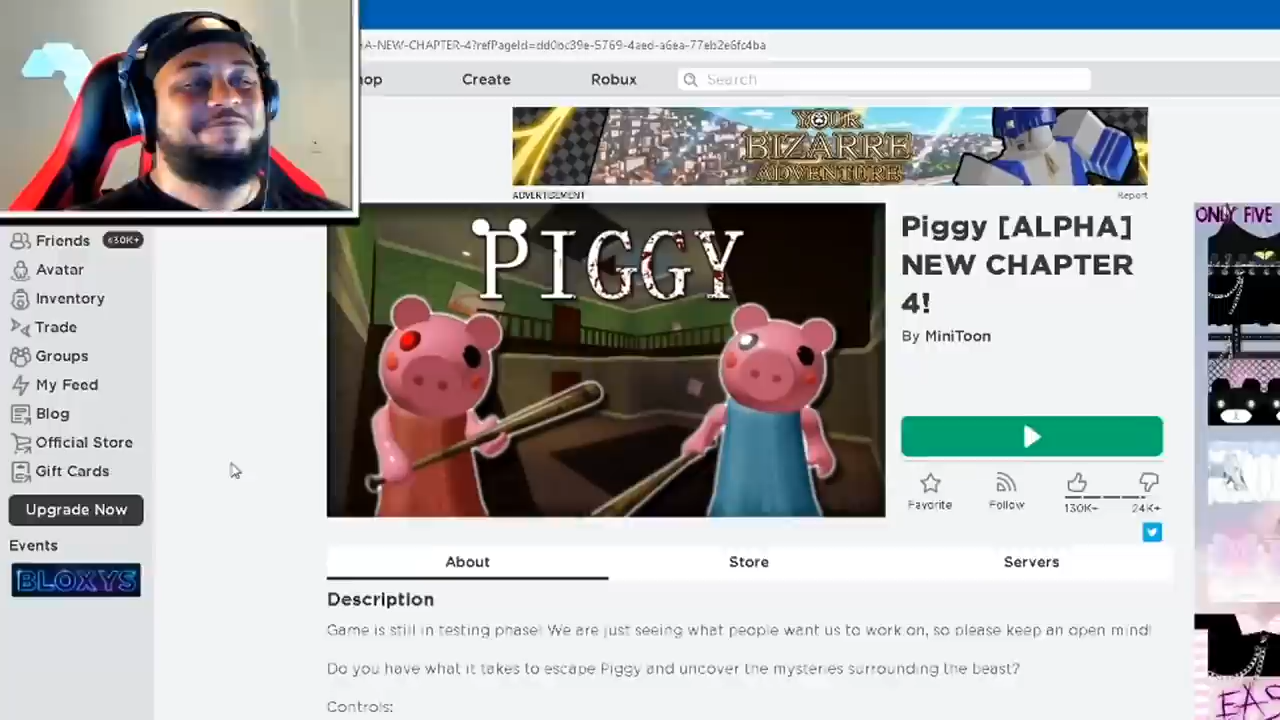 A-NEW-CHAPTER-4?refPageId=dd0bc39e-5769-4aed-a6ea-77eb2e6fc4ba
hop
Create
Robux
Search
YOUR
BIZARRE
ADVENTURE
ADVERTISEMENT
Report
PIGGY
Piggy [ALPHA]
NEW CHAPTER
4!
By MiniToon
ONLY FIVE
Friends
630K+
Avatar
Inventory
Trade
Groups
My Feed
Blog
Official Store
Gift Cards
Upgrade Now
Events
BLOXYS
Favorite
Follow
130K+
24K+
About
Store
Servers
Description
Game is still in testing phase! We are just seeing what people want us to work on, so please keep an open mind!
Do you have what it takes to escape Piggy and uncover the mysteries surrounding the beast?
Controls:
EAS